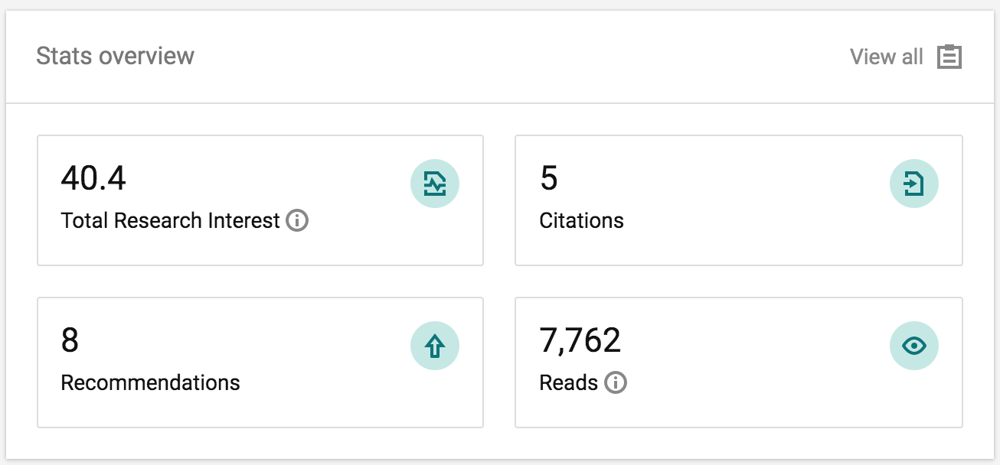 Stats overview
View all
40.4
Total Research Interest
5
Citations
8
Recommendations
7,762
Reads